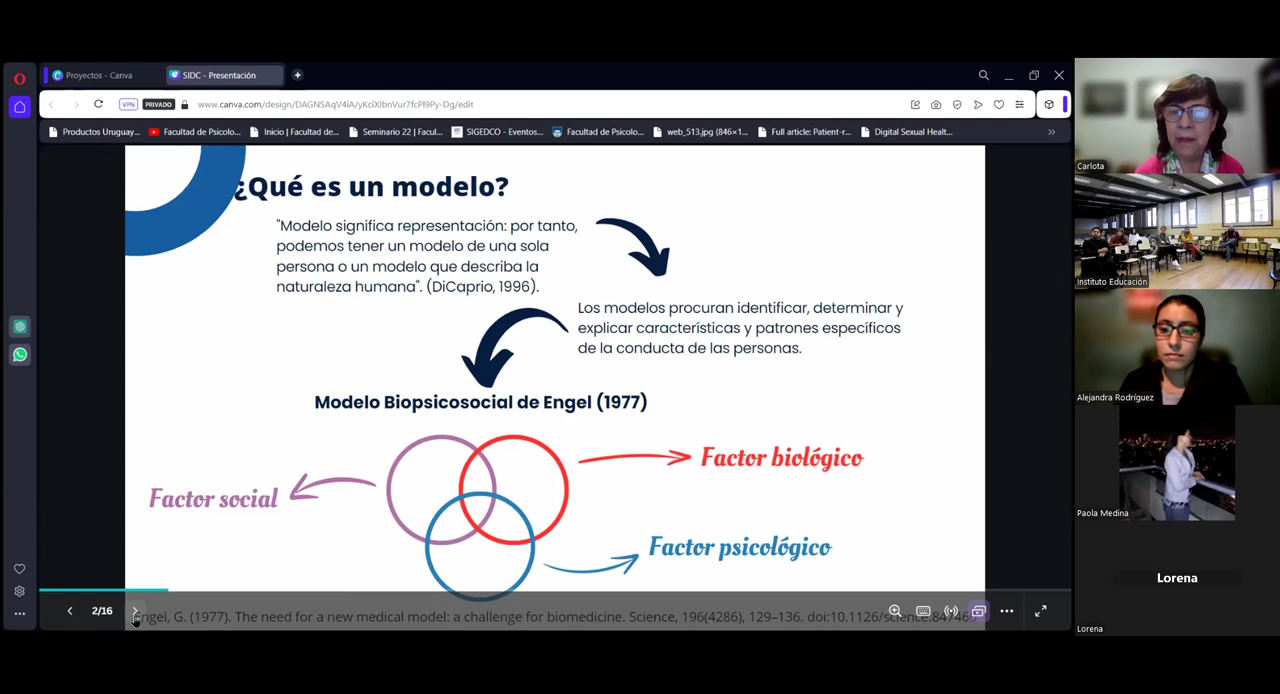 Proyectos - Canva
SIDC - Presentación
VPN
PRIVADO
www.canva.com/design/DAGNSAqV4iA/yKciXIbnVur7fcPl9Py-Dg/edit
Productos Uruguay...
Facultad de Psicolo...
Inicio | Facultad de...
Seminario 22 | Facul...
SIGEDCO - Eventos...
Facultad de Psicolo...
web_513.jpg (846×1...
Full article: Patient-r...
Digital Sexual Healt...
¿Qué es un modelo?
"Modelo significa representación: por tanto,
podemos tener un modelo de una sola
persona o un modelo que describa la
naturaleza humana". (DiCaprio, 1996).
Los modelos procuran identificar, determinar y
explicar características y patrones específicos
de la conducta de las personas.
Modelo Biopsicosocial de Engel (1977)
Factor biológico
Factor social
Factor psicológico
2/16
Engel, G. (1977). The need for a new medical model: a challenge for biomedicine. Science, 196(4286), 129–136. doi:10.1126/science.847460
Carlota
Instituto Educación
Alejandra Rodríguez
Paola Medina
Lorena
Lorena